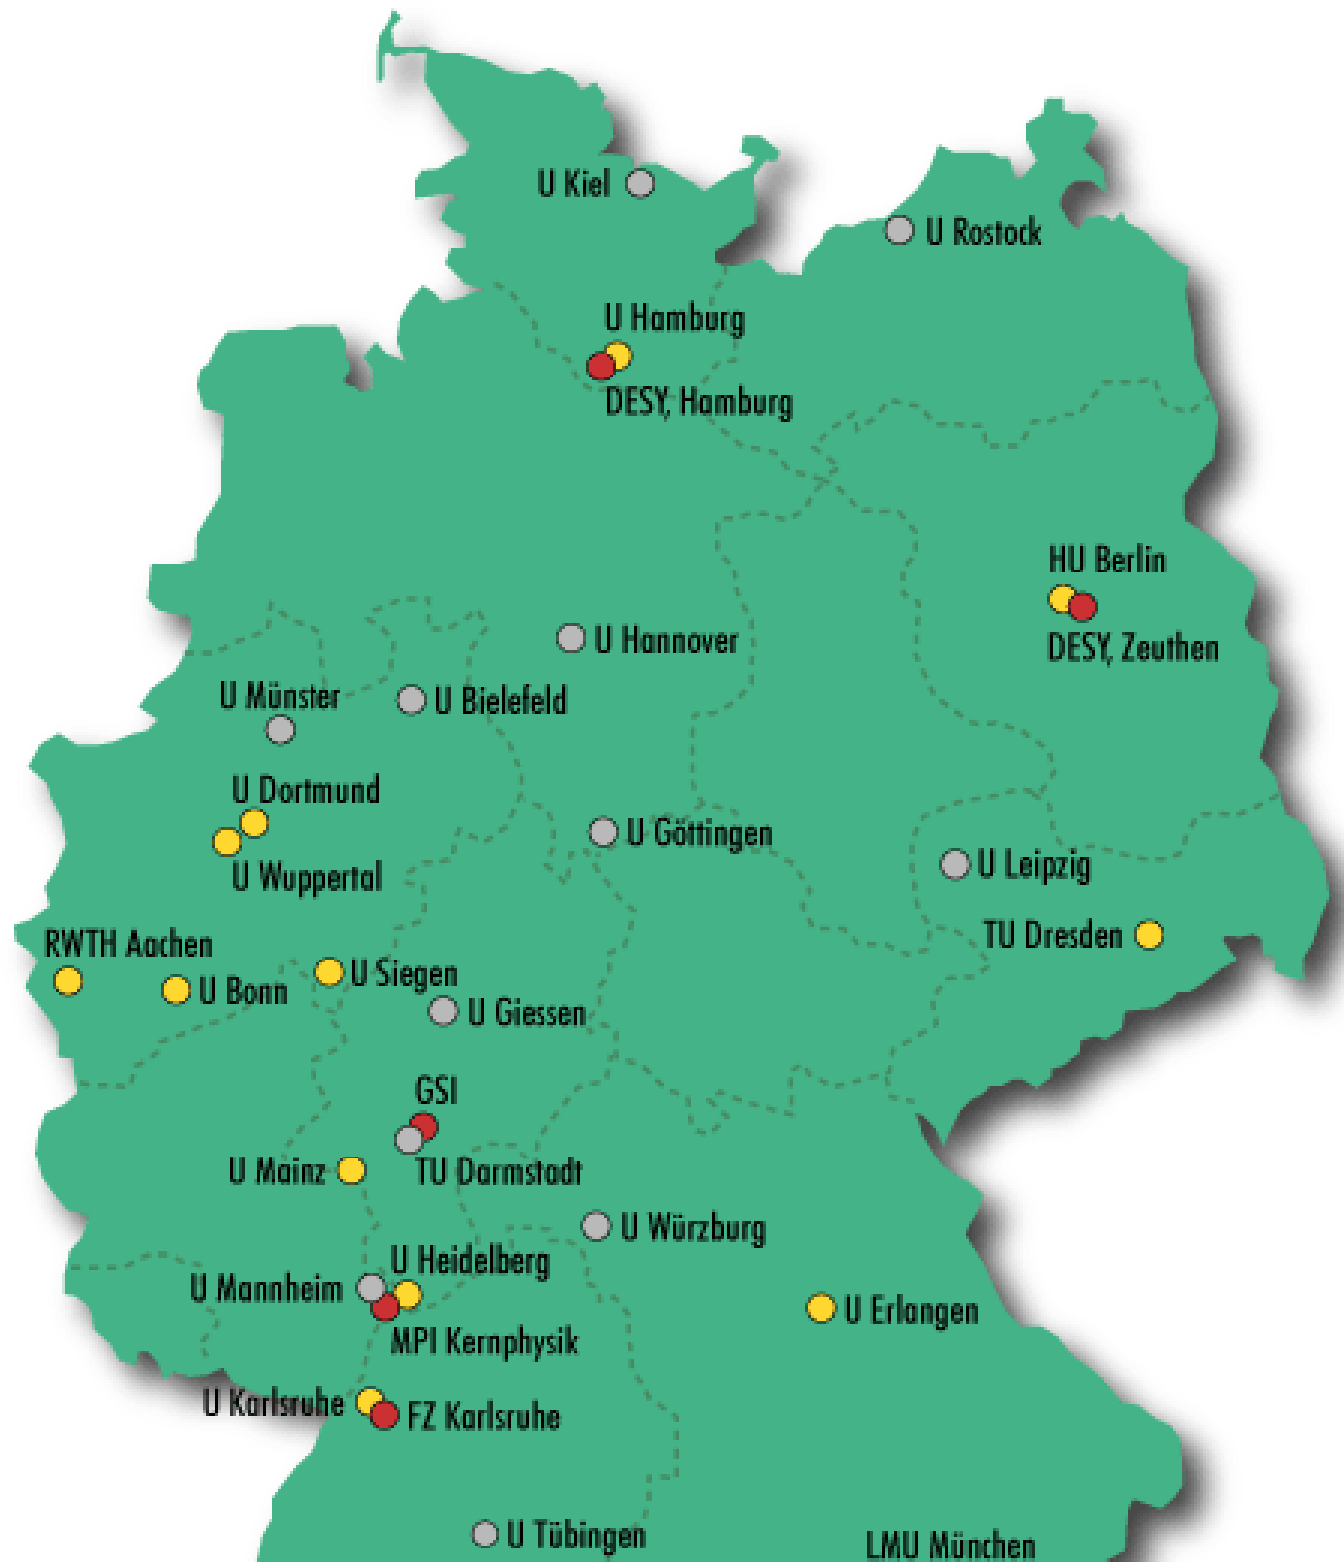 U Kiel
U Rostock
U Hamburg
DESY, Hamburg
HU Berlin
DESY, Zeuthen
U Hannover
U Münster
U Bielefeld
U Dortmund
U Wuppertal
U Göttingen
U Leipzig
TU Dresden
RWTH Aachen
U Bonn
U Siegen
U Giessen
GSI
TU Darmstadt
U Mainz
U Würzburg
U Heidelberg
U Mannheim
MPI Kernphysik
U Erlangen
U Karlsruhe
FZ Karlsruhe
U Tübingen
LMU München